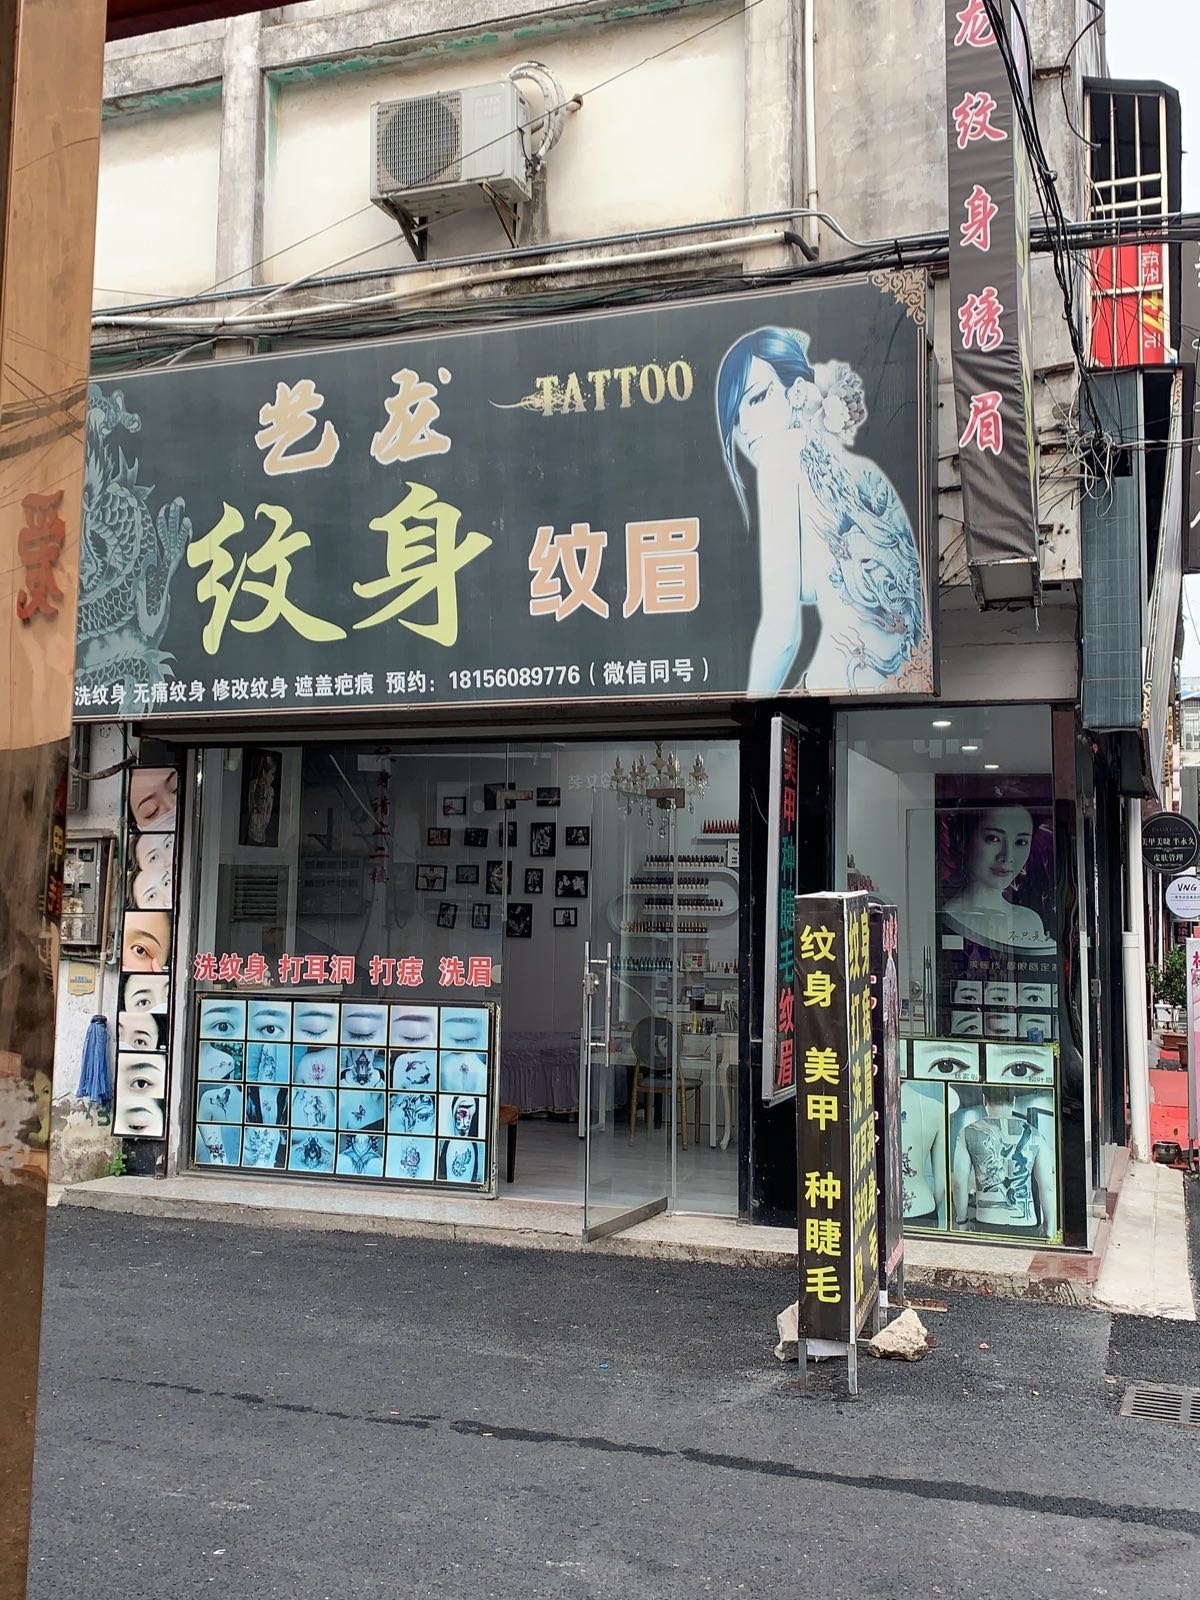 龙纹身绣眉
艺龙
TATTOO
纹身
纹眉
洗纹身 无痛纹身 修改纹身 遮盖疤痕 预约：18156089776（微信同号）
美甲种睫毛纹眉
洗纹身 打耳洞 打痣 洗眉
纹身 美甲 种睫毛
美甲美睫 半永久
皮肤管理
VNG